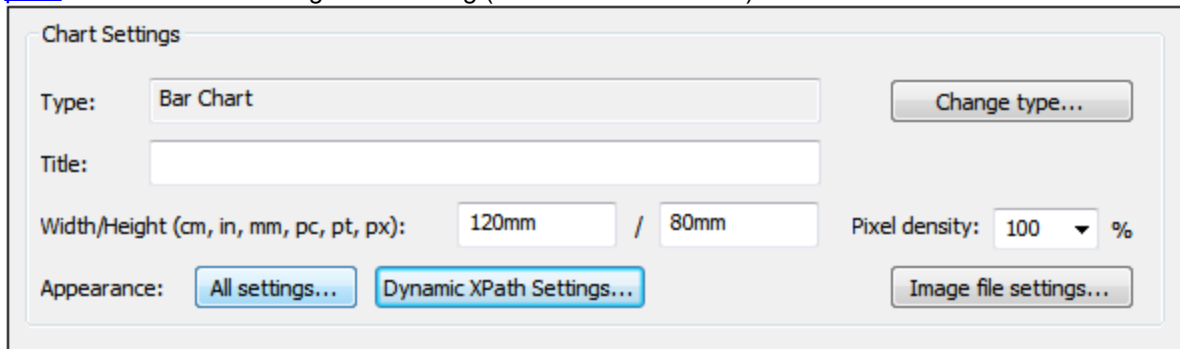 Chart Settings
Type: Bar Chart Change type...
Title:
Width/Height (cm, in, mm, pc, pt, px): 120mm / 80mm Pixel density: 100 %
Appearance: All settings... Dynamic XPath Settings... Image file settings...